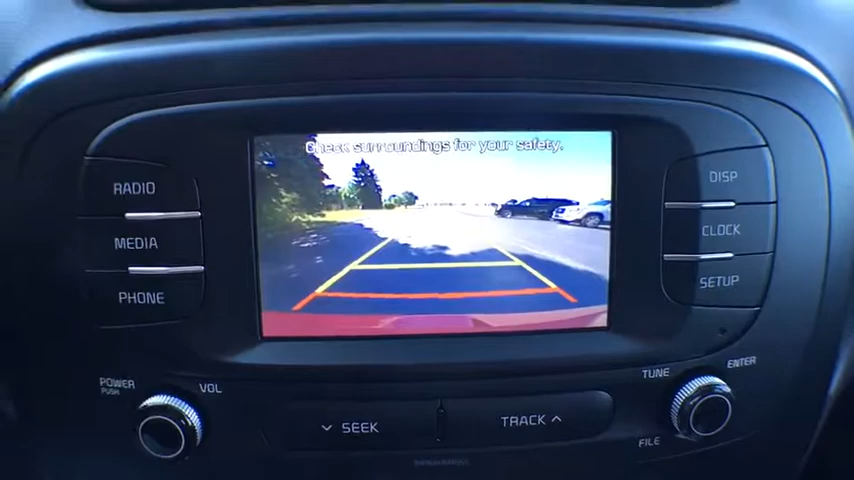 Check surroundings for your safety.
RADIO
DISP
MEDIA
CLOCK
PHONE
SETUP
POWER
PUSH
VOL
TUNE
ENTER
SEEK
TRACK
FILE